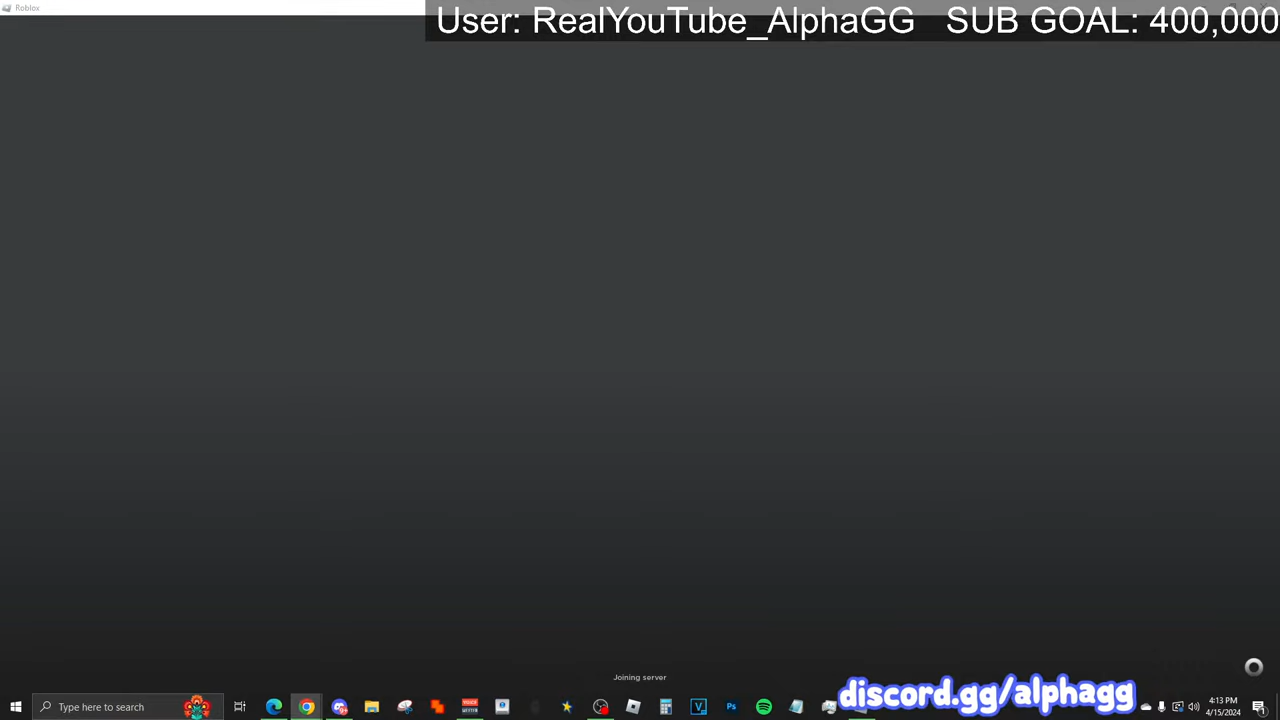 Roblox
User: RealYouTube_AlphaGG SUB GOAL: 400,000
Joining server
Type here to search
discord.gg/alphagg
4:13 PM
4/15/2024